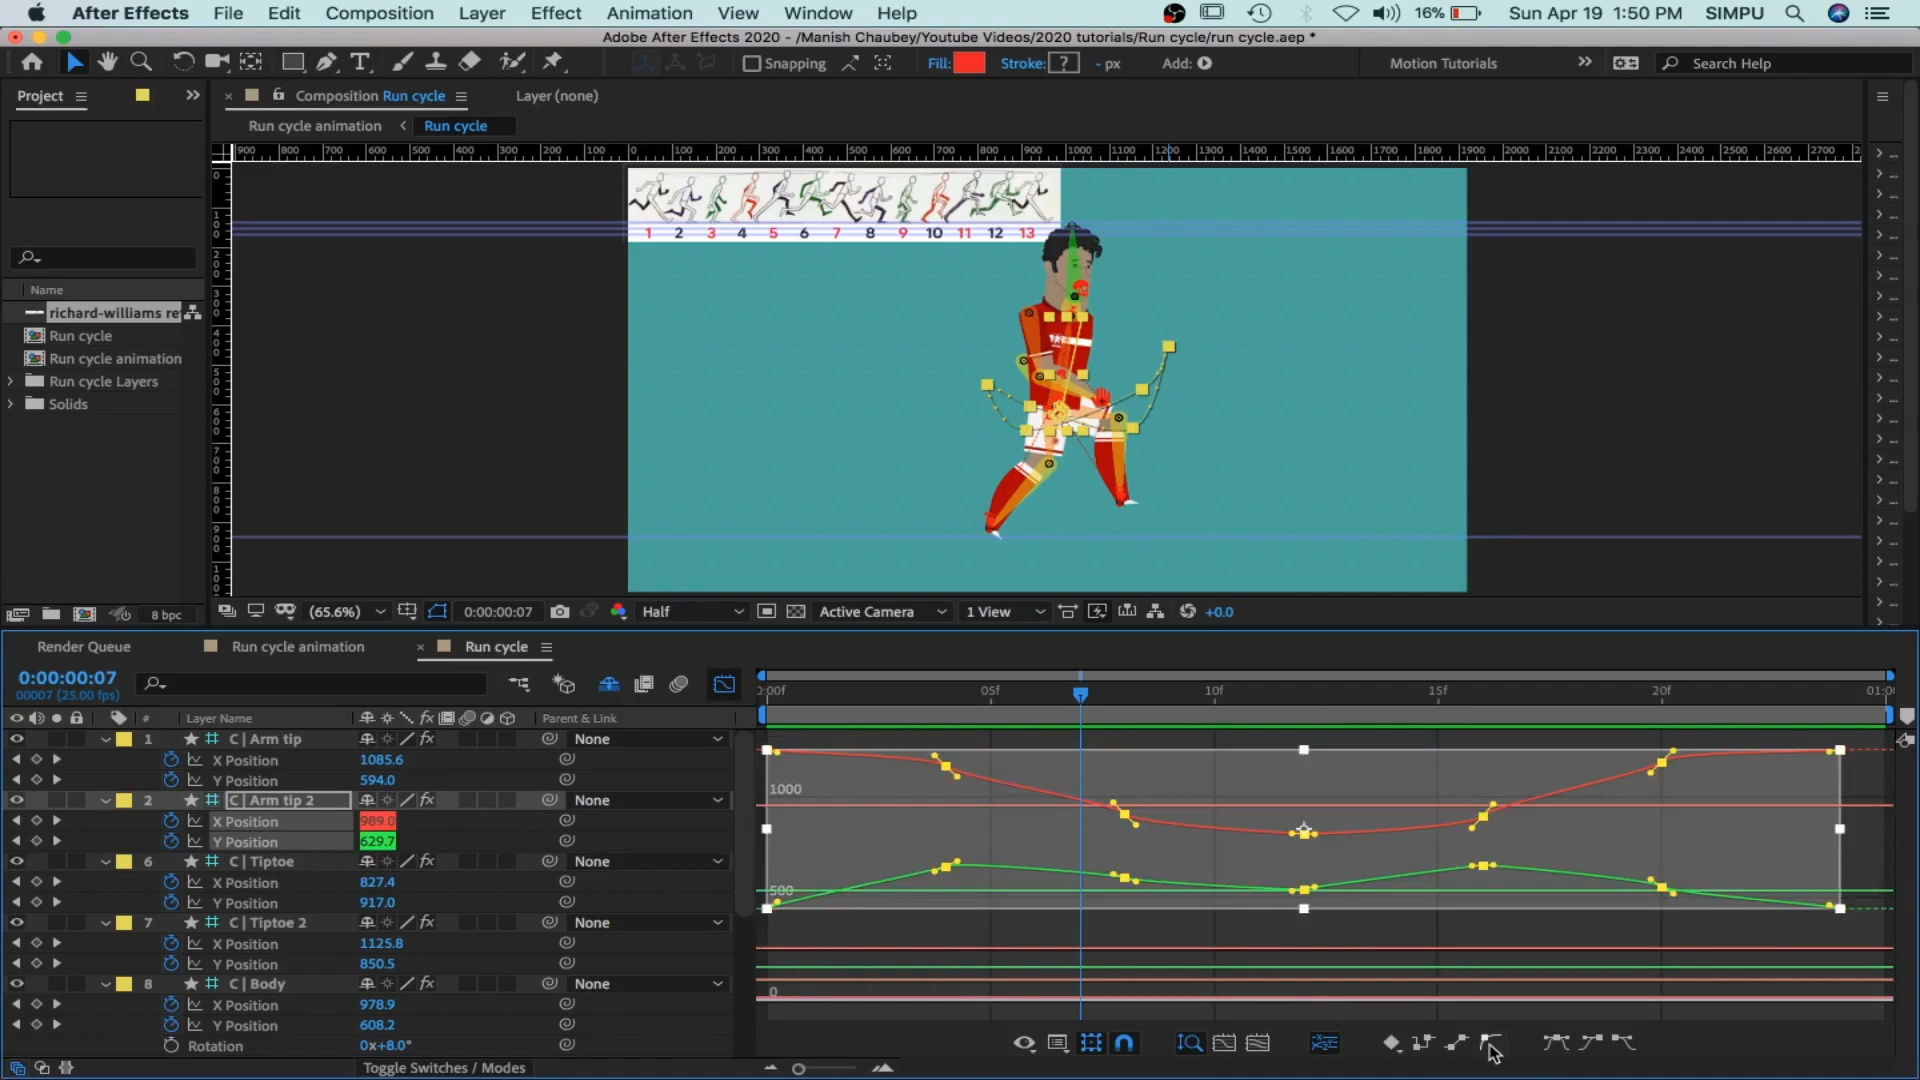 After Effects File Edit Composition Layer Effect Animation View Window Help 16% Sun Apr 19 1:50 PM SIMPU
Adobe After Effects 2020 - /Manish Chaubey/Youtube Videos/2020 tutorials/Run cycle/run cycle.aep *
Snapping Fill: Stroke: ? - px Add: Motion Tutorials Search Help
Project Composition Run cycle Layer (none)
Run cycle animation Run cycle
900 800 700 600 500 400 300 200 100 0 100 200 300 400 500 600 700 800 900 1000 1100 1200 1300 1400 1500 1600 1700 1800 1900 2000 2100 2200 2300 2400 2500 2600 2700
1 2 3 4 5 6 7 8 9 10 11 12 13
Name
richard-williams re
Run cycle
Run cycle animation
Run cycle Layers
Solids
8 bpc (65.6%) 0:00:00:07 Half Active Camera 1 View +0.0
Render Queue Run cycle animation × Run cycle
0:00:00:07
00007 (25.00 fps)
05f 10f 15f 20f
# Layer Name Parent & Link
1 C | Arm tip None
X Position 1085.6
Y Position 594.0
2 C | Arm tip 2 None
X Position 989.0
Y Position 629.7
6 C | Tiptoe None
X Position 827.4
Y Position 917.0
7 C | Tiptoe 2 None
X Position 1125.8
Y Position 850.5
8 C | Body None
X Position 978.9
Y Position 608.2
Rotation 0x+8.0°
1000
500
0
Toggle Switches / Modes